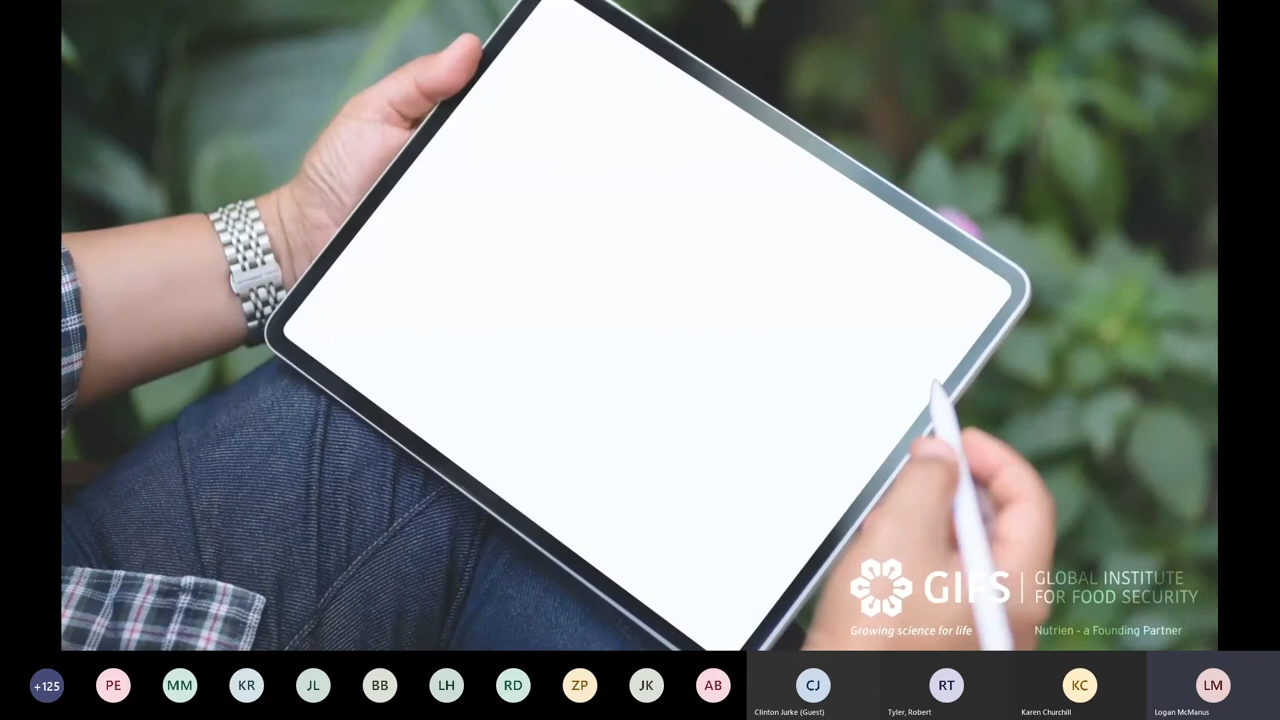 GIFS
GLOBAL INSTITUTE
FOR FOOD SECURITY
Growing science for life
Nutrien - a Founding Partner
+125
PE
MM
KR
JL
BB
LH
RD
ZP
JK
AB
CJ
RT
KC
LM
Clinton Jurke (Guest)
Tyler, Robert
Karen Churchill
Logan McManus